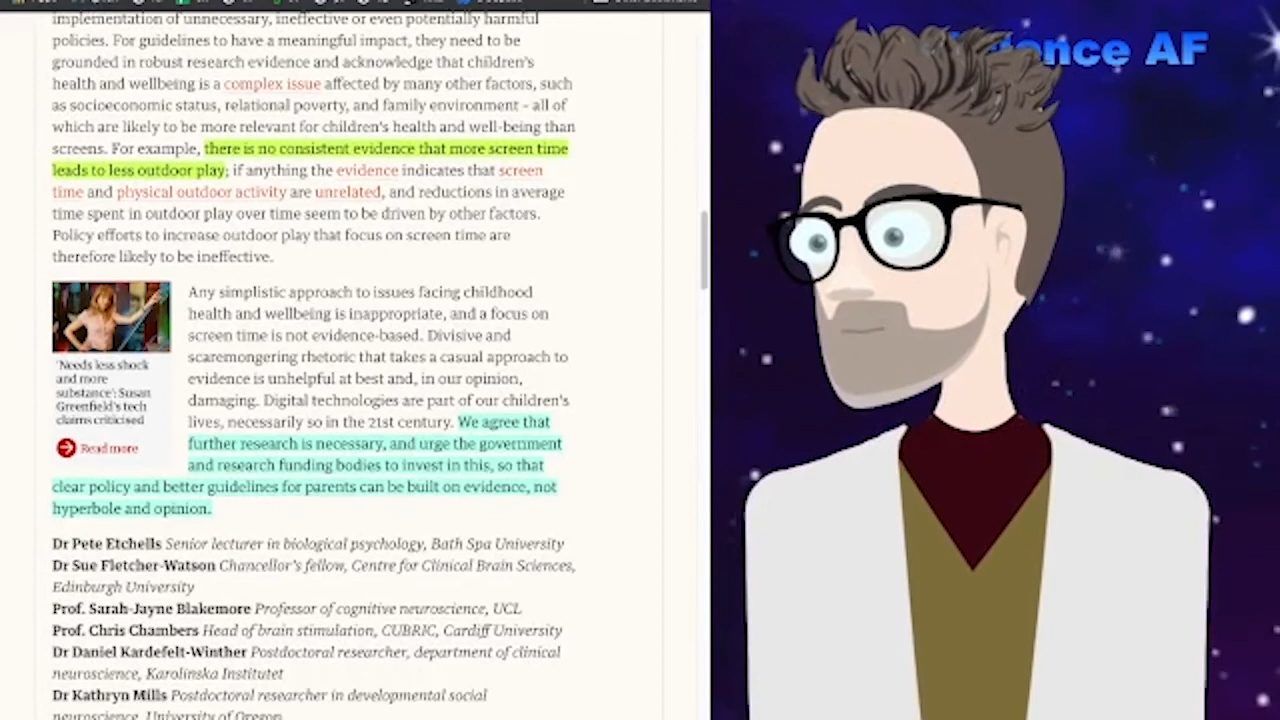 implementation of unnecessary, ineffective or even potentially harmful
policies. For guidelines to have a meaningful impact, they need to be
grounded in robust research evidence and acknowledge that children's
health and wellbeing is a complex issue affected by many other factors, such
as socioeconomic status, relational poverty, and family environment - all of
which are likely to be more relevant for children's health and well-being than
screens. For example, there is no consistent evidence that more screen time
leads to less outdoor play; if anything the evidence indicates that screen
time and physical outdoor activity are unrelated, and reductions in average
time spent in outdoor play over time seem to be driven by other factors.
Policy efforts to increase outdoor play that focus on screen time are
therefore likely to be ineffective.
'Needs less shock
and more
substance': Susan
Greenfield's tech
claims criticised
Read more
Any simplistic approach to issues facing childhood
health and wellbeing is inappropriate, and a focus on
screen time is not evidence-based. Divisive and
scaremongering rhetoric that takes a casual approach to
evidence is unhelpful at best and, in our opinion,
damaging. Digital technologies are part of our children's
lives, necessarily so in the 21st century. We agree that
further research is necessary, and urge the government
and research funding bodies to invest in this, so that
clear policy and better guidelines for parents can be built on evidence, not
hyperbole and opinion.
Dr Pete Etchells Senior lecturer in biological psychology, Bath Spa University
Dr Sue Fletcher-Watson Chancellor's fellow, Centre for Clinical Brain Sciences,
Edinburgh University
Prof. Sarah-Jayne Blakemore Professor of cognitive neuroscience, UCL
Prof. Chris Chambers Head of brain stimulation, CUBRIC, Cardiff University
Dr Daniel Kardefelt-Winther Postdoctoral researcher, department of clinical
neuroscience, Karolinska Institutet
Dr Kathryn Mills Postdoctoral researcher in developmental social
neuroscience, University of Oregon
AF